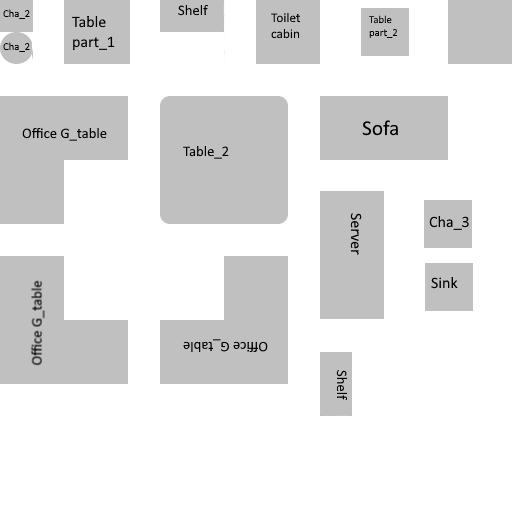 Cha_2
Cha_2
Table
part_1
Shelf
Toilet
cabin
Table
part_2
Office G_table
Table_2
Sofa
Server
Cha_3
Sink
Office G_table
Office G_table
Shelf